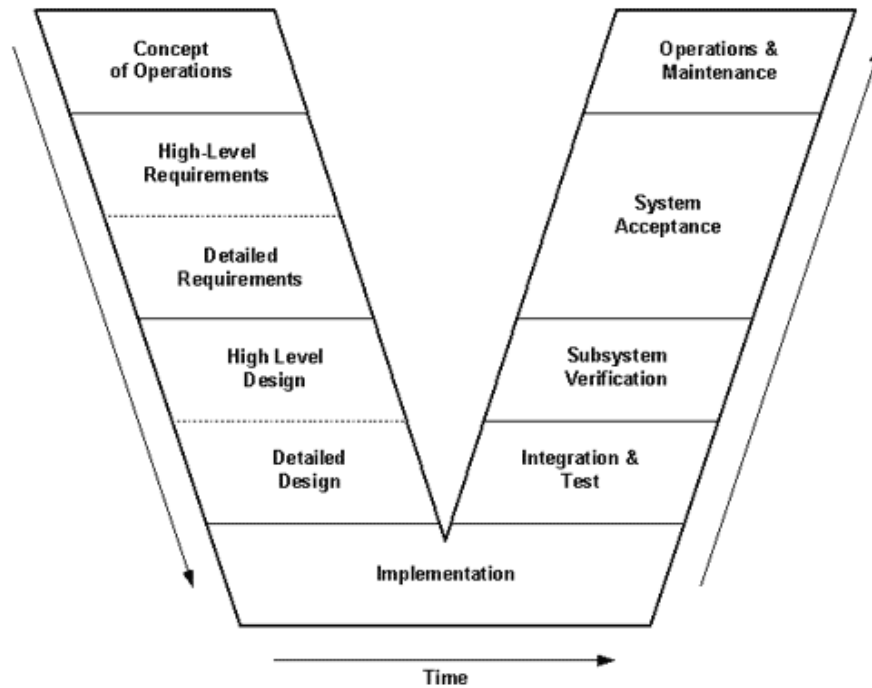 Concept
of Operations
High-Level
Requirements
Detailed
Requirements
High Level
Design
Detailed
Design
Implementation
Integration &
Test
Subsystem
Verification
System
Acceptance
Operations &
Maintenance
Time